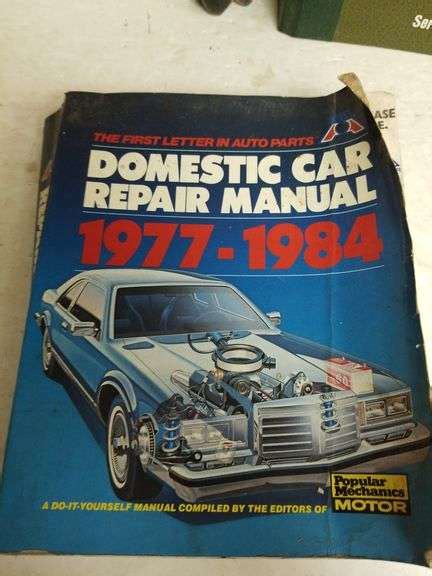 Ser
ASE
E.
THE FIRST LETTER IN AUTO PARTS
DOMESTIC CAR
REPAIR MANUAL
1977-1984
A DO-IT-YOURSELF MANUAL COMPILED BY THE EDITORS OF
Popular
Mechanics
MOTOR